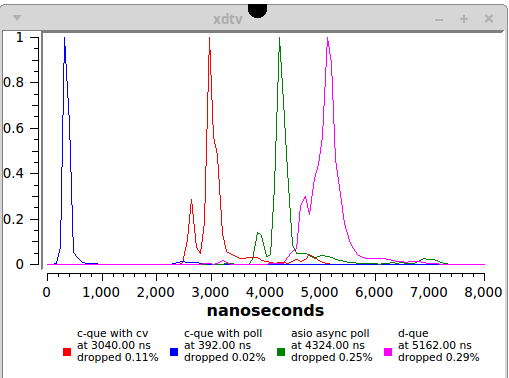 xdtv
1
0.8
0.6
0.4
0.2
0
0 1,000 2,000 3,000 4,000 5,000 6,000 7,000 8,000
nanoseconds
c-que with cv
at 3040.00 ns
dropped 0.11%
c-que with poll
at 392.00 ns
dropped 0.02%
asio async poll
at 4324.00 ns
dropped 0.25%
d-que
at 5162.00 ns
dropped 0.29%